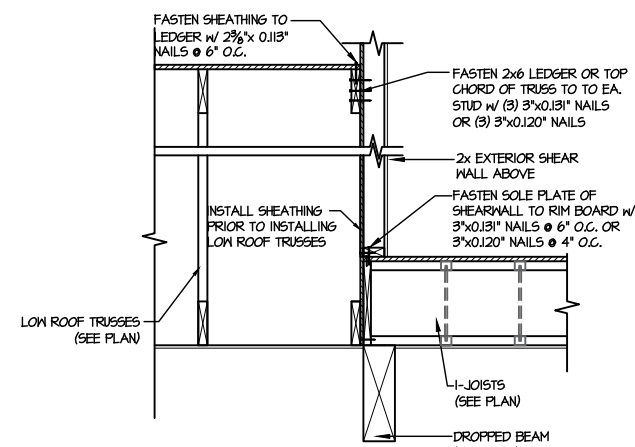 FASTEN SHEATHING TO
LEDGER W/ 2⅜"x 0.113"
NAILS @ 6" O.C.
FASTEN 2x6 LEDGER OR TOP
CHORD OF TRUSS TO TO EA.
STUD W/ (3) 3"x0.131" NAILS
OR (3) 3"x0.120" NAILS
2x EXTERIOR SHEAR
WALL ABOVE
FASTEN SOLE PLATE OF
SHEARWALL TO RIM BOARD W/
3"x0.131" NAILS @ 6" O.C. OR
3"x0.120" NAILS @ 4" O.C.
INSTALL SHEATHING
PRIOR TO INSTALLING
LOW ROOF TRUSSES
LOW ROOF TRUSSES
(SEE PLAN)
I-JOISTS
(SEE PLAN)
DROPPED BEAM